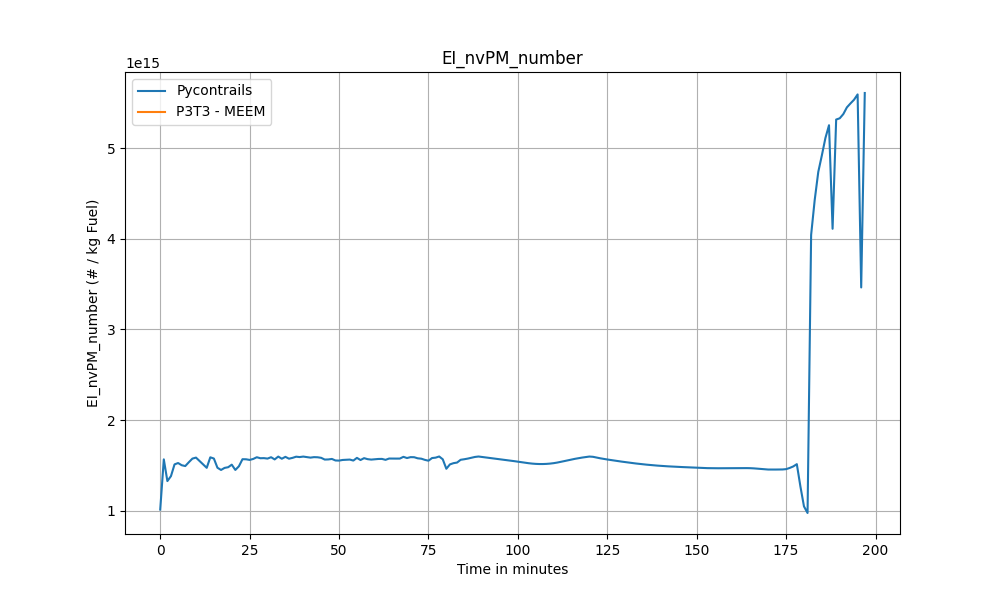 EI_nvPM_number
1e15
Pycontrails
P3T3 - MEEM
EI_nvPM_number (# / kg Fuel)
5
4
3
2
1
0 25 50 75 100 125 150 175 200
Time in minutes